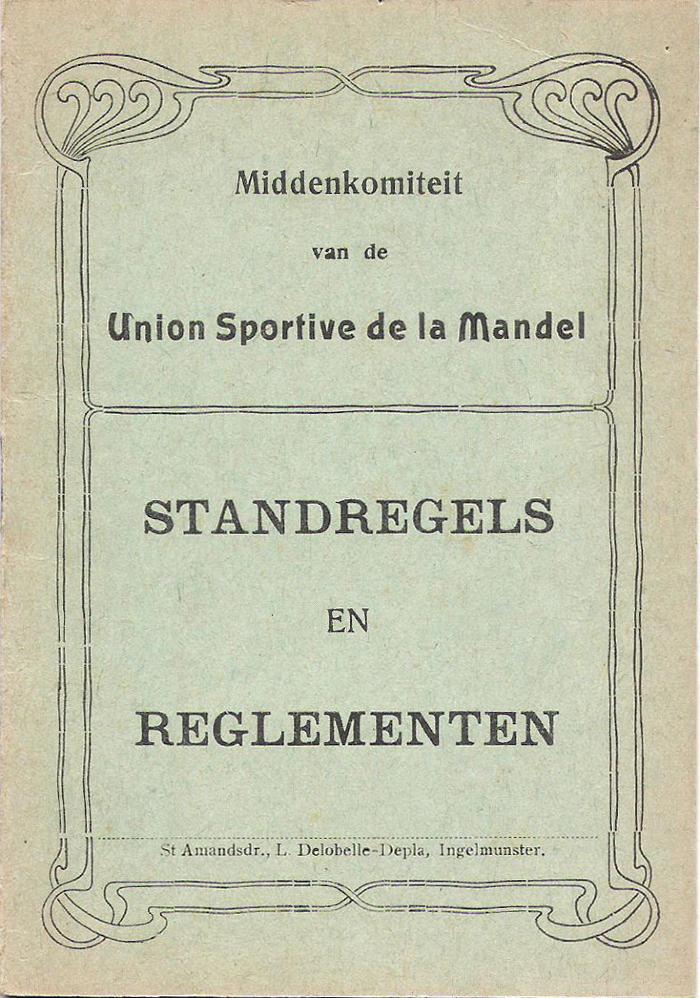 Middenkomiteit
van de
Union Sportive de la Mandel
STANDREGELS
EN
REGLEMENTEN
St Amandsdr., L. Delobelle-Depla, Ingelmunster.